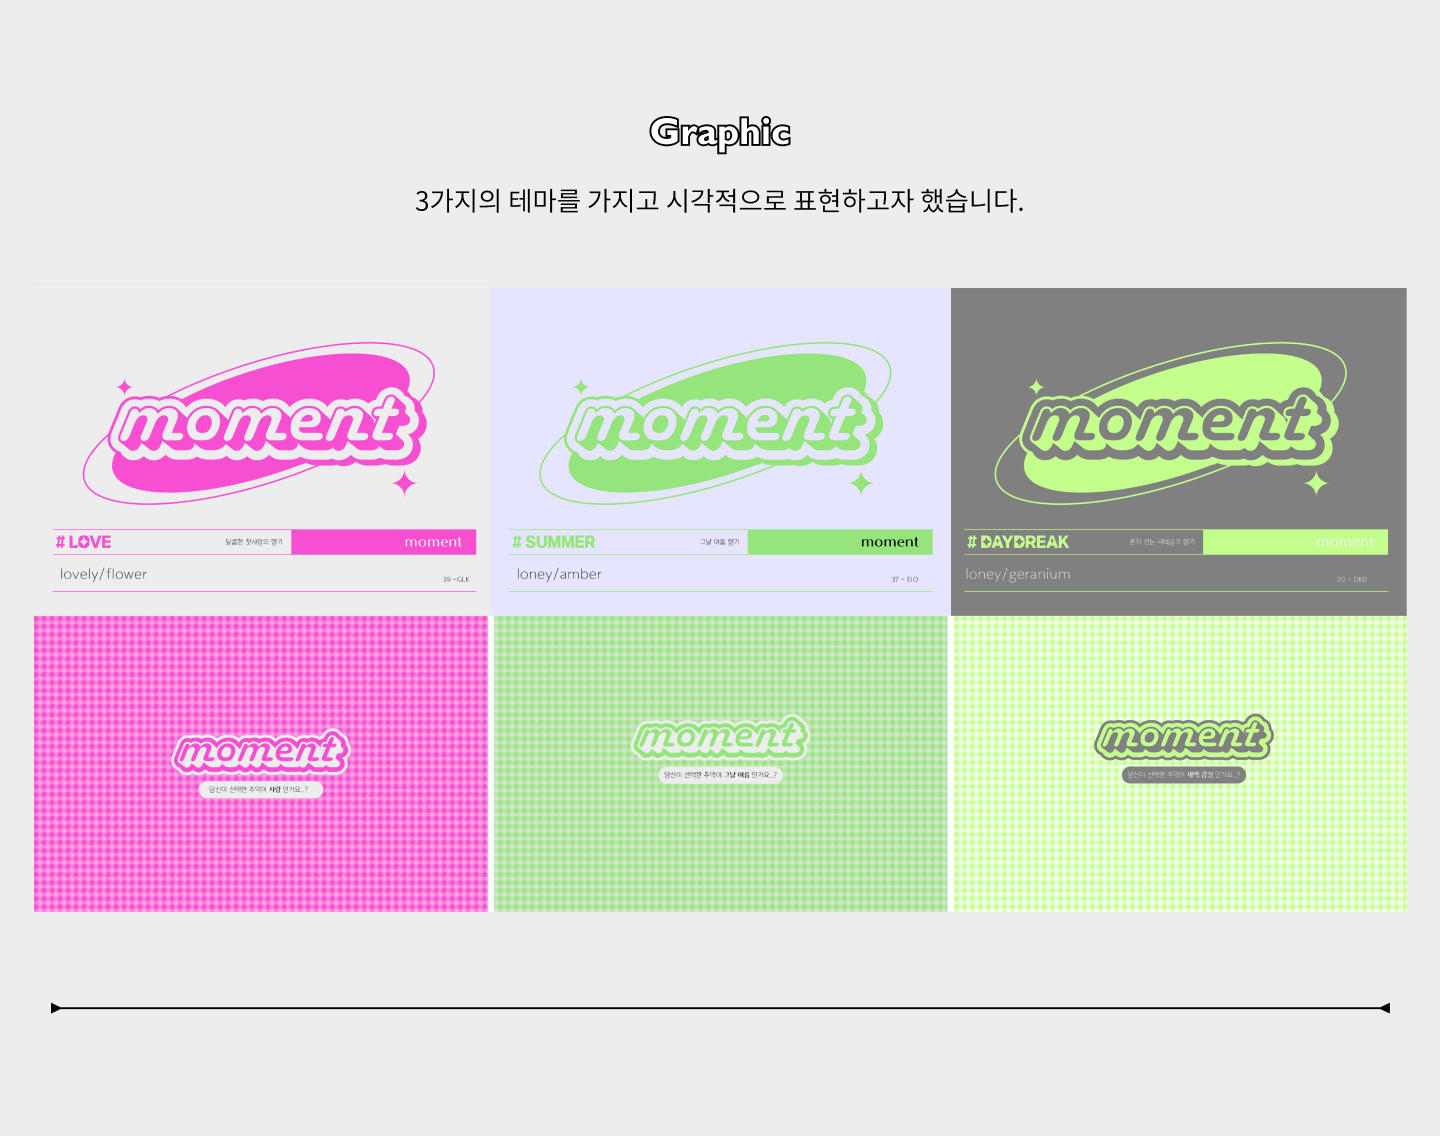 Graphic
3가지의 테마를 가지고 시각적으로 표현하고자 했습니다.
moment
# LOVE 달콤한 첫사랑의 향기 moment
lovely/flower 39 -GLK
moment
# SUMMER 그날 여름 향기 moment
loney/amber 37 - EIO
moment
# DAYDREAK 혼자 걷는 새벽공기 향기 moment
loney/geranium 20 - DKD
moment
당신이 선택한 추억이 사랑 인가요..?
moment
당신이 선택한 추억이 그날 여름 인가요..?
moment
당신이 선택한 추억이 새벽 감성 인가요..?